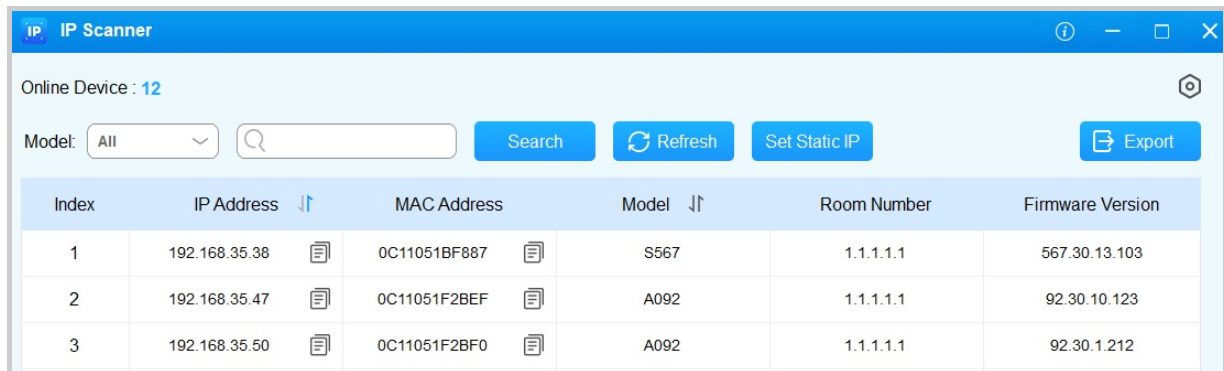 IP IP Scanner
Online Device : 12
Model: All Search Refresh Set Static IP Export
Index IP Address MAC Address Model Room Number Firmware Version
1 192.168.35.38 0C11051BF887 S567 1.1.1.1.1 567.30.13.103
2 192.168.35.47 0C11051F2BEF A092 1.1.1.1.1 92.30.10.123
3 192.168.35.50 0C11051F2BF0 A092 1.1.1.1.1 92.30.1.212